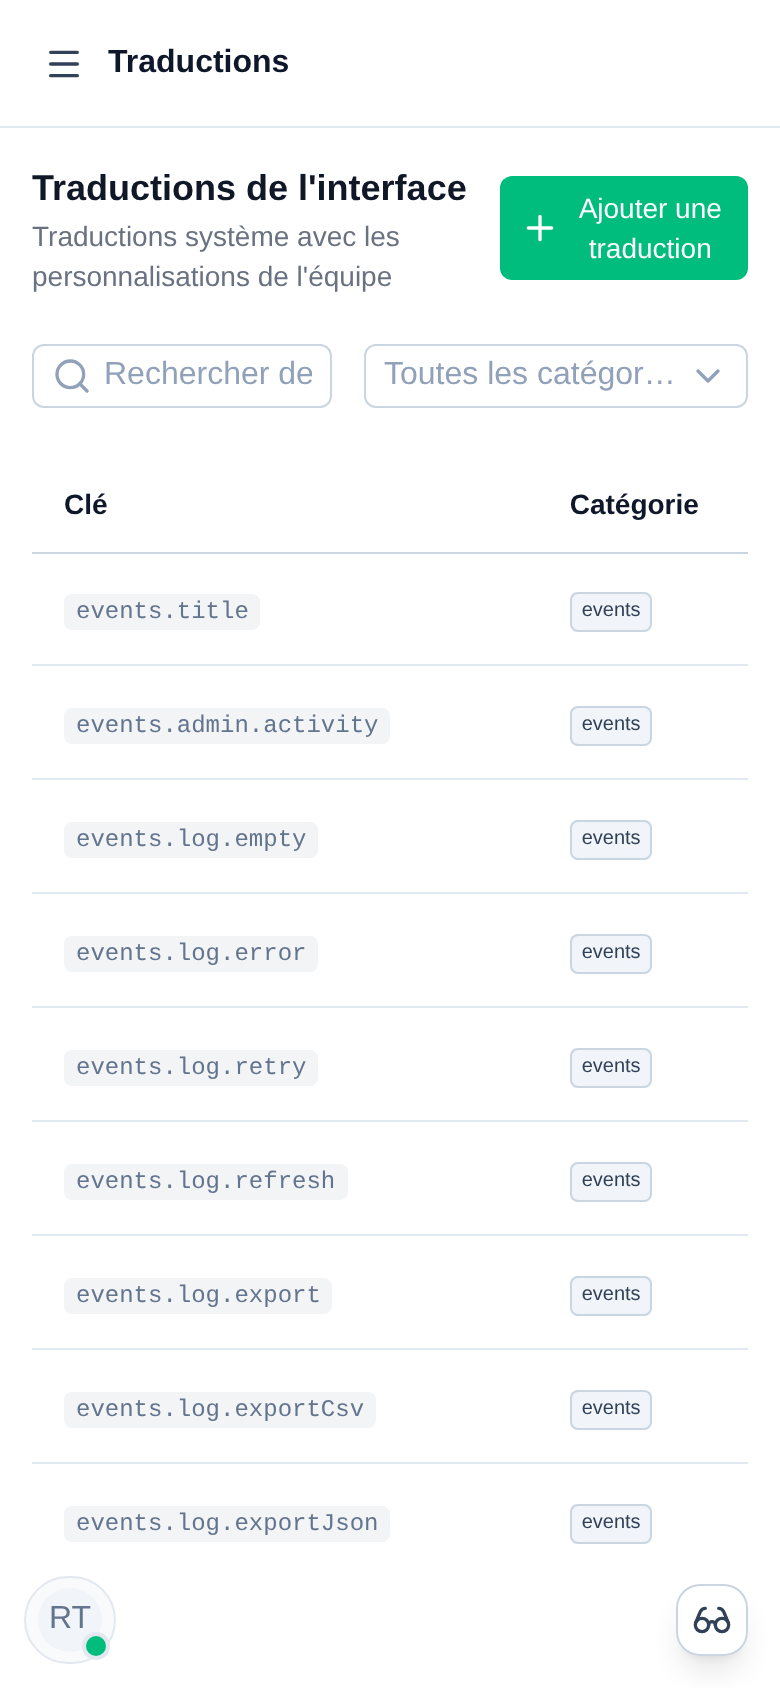 Traductions
Traductions de l'interface
Traductions système avec les
personnalisations de l'équipe
Ajouter une
traduction
Rechercher de
Toutes les catégor…
Clé Catégorie
events.title events
events.admin.activity events
events.log.empty events
events.log.error events
events.log.retry events
events.log.refresh events
events.log.export events
events.log.exportCsv events
events.log.exportJson events
RT